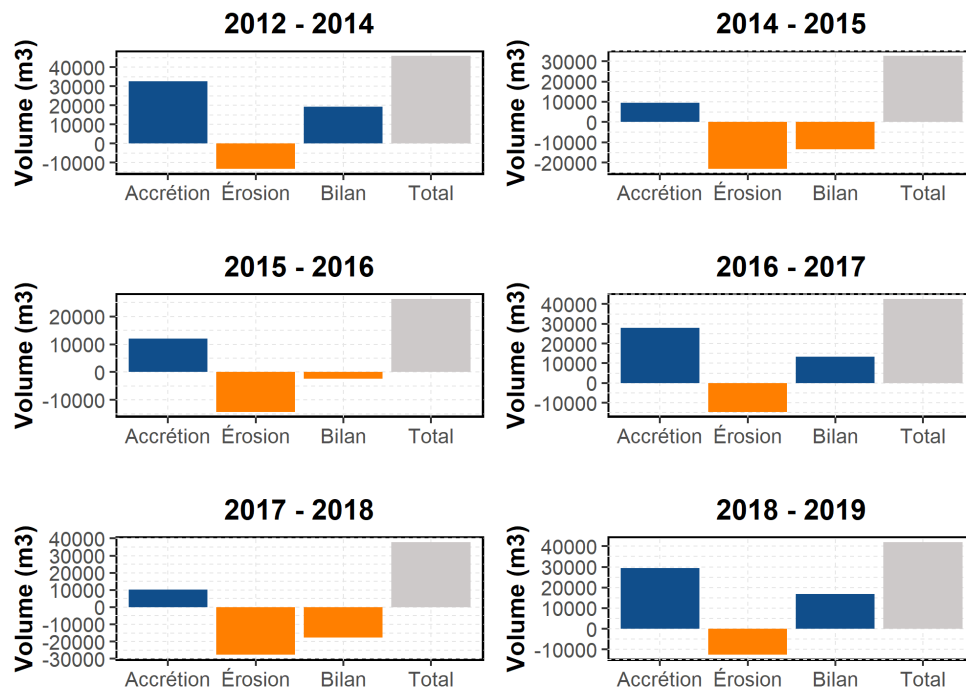 2012 - 2014
Volume (m3)
40000
30000
20000
10000
0
-10000
Accrétion Érosion Bilan Total
2014 - 2015
Volume (m3)
30000
20000
10000
0
-10000
-20000
Accrétion Érosion Bilan Total
2015 - 2016
Volume (m3)
20000
10000
0
-10000
Accrétion Érosion Bilan Total
2016 - 2017
Volume (m3)
40000
30000
20000
10000
0
-10000
Accrétion Érosion Bilan Total
2017 - 2018
Volume (m3)
40000
30000
20000
10000
0
-10000
-20000
-30000
Accrétion Érosion Bilan Total
2018 - 2019
Volume (m3)
40000
30000
20000
10000
0
-10000
Accrétion Érosion Bilan Total